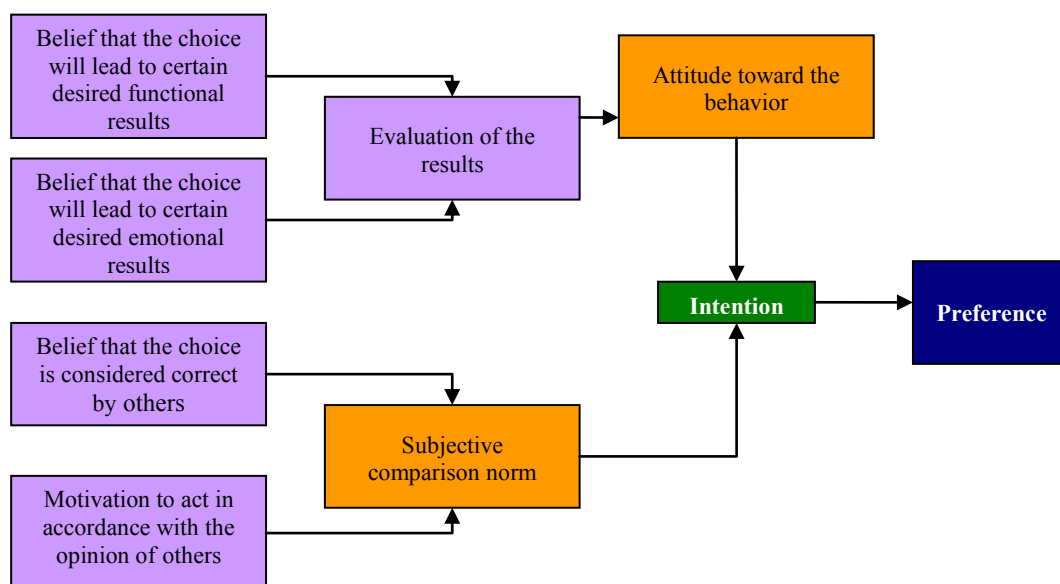 Belief that the choice
will lead to certain
desired functional
results
Evaluation of the
results
Attitude toward the
behavior
Belief that the choice
will lead to certain
desired emotional
results
Intention
Preference
Belief that the choice
is considered correct
by others
Subjective
comparison norm
Motivation to act in
accordance with the
opinion of others